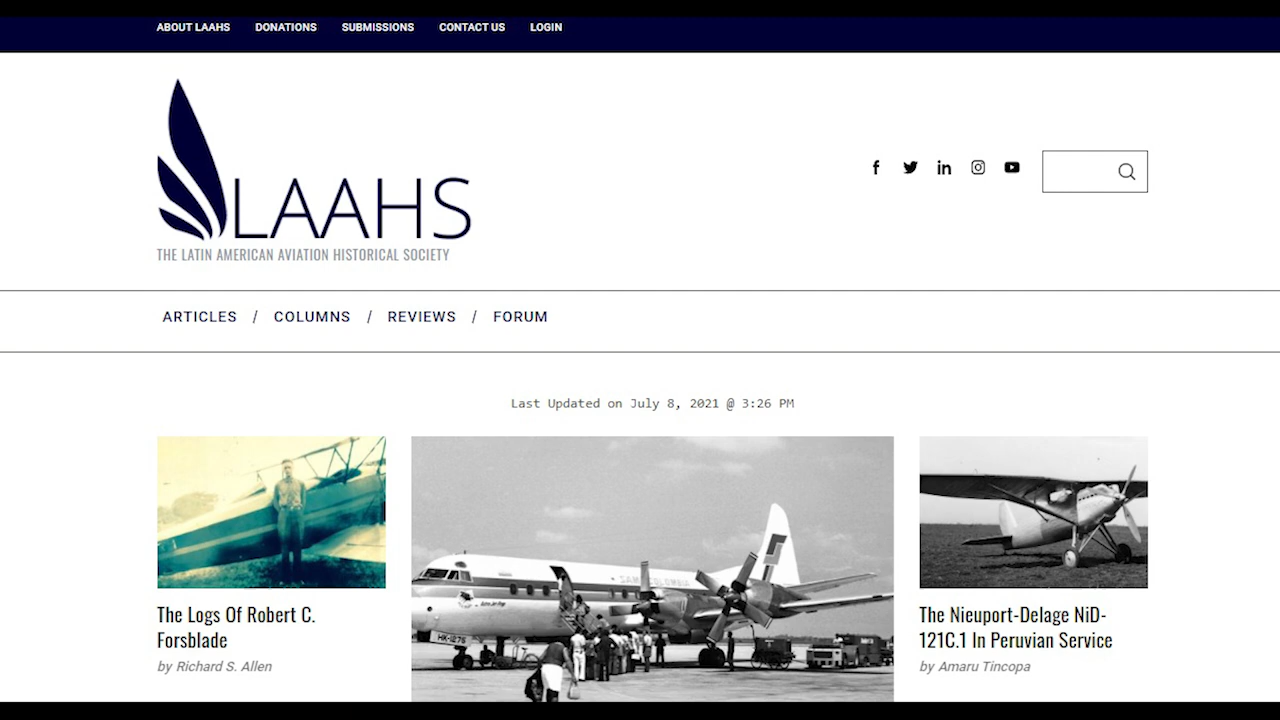 ABOUT LAAHS DONATIONS SUBMISSIONS CONTACT US LOGIN
LAAHS
THE LATIN AMERICAN AVIATION HISTORICAL SOCIETY
ARTICLES / COLUMNS / REVIEWS / FORUM
Last Updated on July 8, 2021 @ 3:26 PM
HK-1275
The Logs Of Robert C.
Forsblade
by Richard S. Allen
The Nieuport-Delage NiD-
121C.1 In Peruvian Service
by Amaru Tincopa